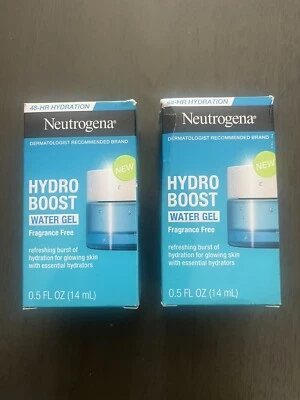 48-HR HYDRATION
Neutrogena®
DERMATOLOGIST RECOMMENDED BRAND
NEW
HYDRO
BOOST
WATER GEL
Fragrance Free
refreshing burst of
hydration for glowing skin
with essential hydrators
0.5 FL OZ (14 mL)
48-HR HYDRATION
Neutrogena®
DERMATOLOGIST RECOMMENDED BRAND
NEW
HYDRO
BOOST
WATER GEL
Fragrance Free
refreshing burst of
hydration for glowing skin
with essential hydrators
0.5 FL OZ (14 mL)